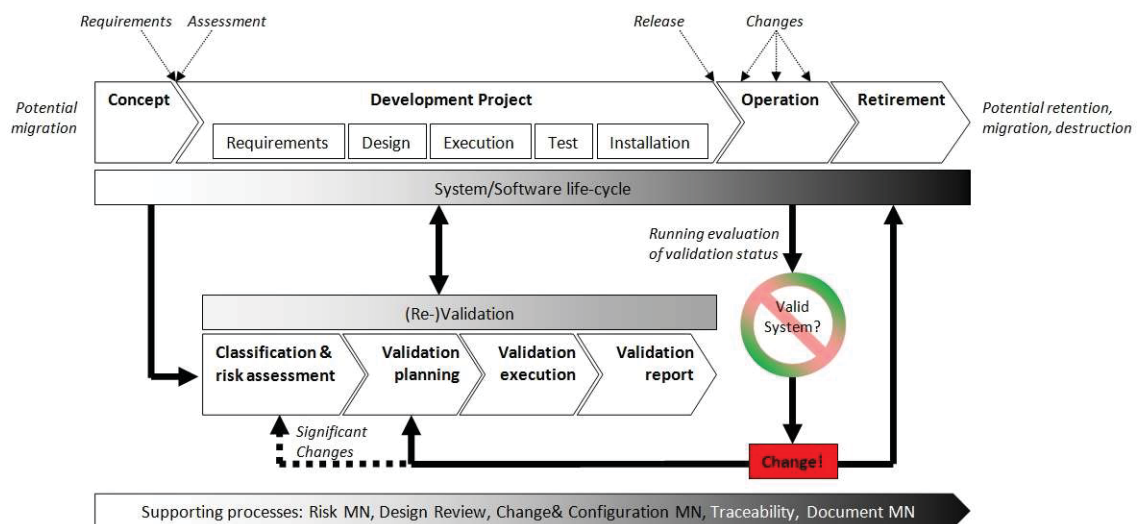 Requirements
Assessment
Release
Changes
Potential
migration
Concept
Development Project
Operation
Retirement
Potential retention,
migration, destruction
Requirements
Design
Execution
Test
Installation
System/Software life-cycle
Running evaluation
of validation status
(Re-)Validation
Valid
System?
Classification &
risk assessment
Validation
planning
Validation
execution
Validation
report
Significant
Changes
Change!
Supporting processes: Risk MN, Design Review, Change& Configuration MN, Traceability, Document MN